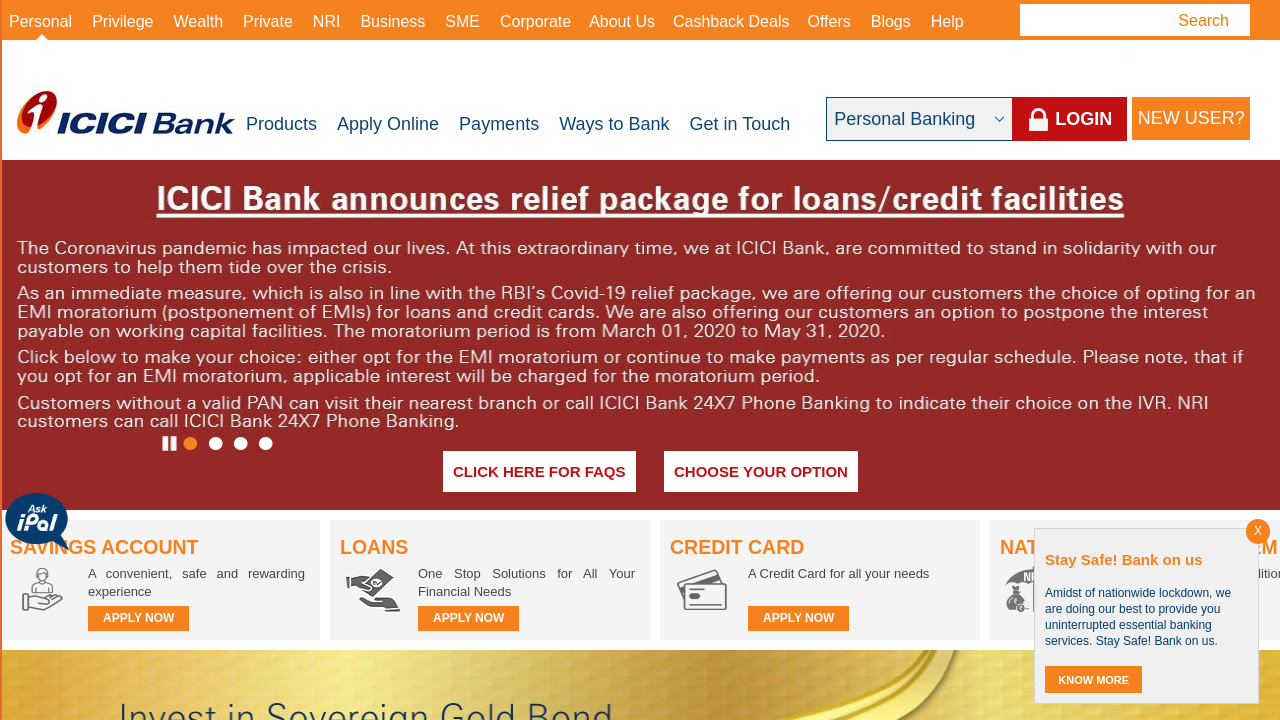 Personal Privilege Wealth Private NRI Business SME Corporate About Us Cashback Deals Offers Blogs Help Search
ICICI Bank Products Apply Online Payments Ways to Bank Get in Touch Personal Banking LOGIN NEW USER?
ICICI Bank announces relief package for loans/credit facilities
The Coronavirus pandemic has impacted our lives. At this extraordinary time, we at ICICI Bank, are committed to stand in solidarity with our
customers to help them tide over the crisis.
As an immediate measure, which is also in line with the RBI's Covid-19 relief package, we are offering our customers the choice of opting for an
EMI moratorium (postponement of EMIs) for loans and credit cards. We are also offering our customers an option to postpone the interest
payable on working capital facilities. The moratorium period is from March 01, 2020 to May 31, 2020.
Click below to make your choice: either opt for the EMI moratorium or continue to make payments as per regular schedule. Please note, that if
you opt for an EMI moratorium, applicable interest will be charged for the moratorium period.
Customers without a valid PAN can visit their nearest branch or call ICICI Bank 24X7 Phone Banking to indicate their choice on the IVR. NRI
customers can call ICICI Bank 24X7 Phone Banking.
CLICK HERE FOR FAQS CHOOSE YOUR OPTION
Ask
iPal
SAVINGS ACCOUNT
A convenient, safe and rewarding
experience
APPLY NOW
LOANS
One Stop Solutions for All Your
Financial Needs
APPLY NOW
CREDIT CARD
A Credit Card for all your needs
APPLY NOW
X
Stay Safe! Bank on us
Amidst of nationwide lockdown, we
are doing our best to provide you
uninterrupted essential banking
services. Stay Safe! Bank on us.
KNOW MORE
Invest in Sovereign Gold Bond